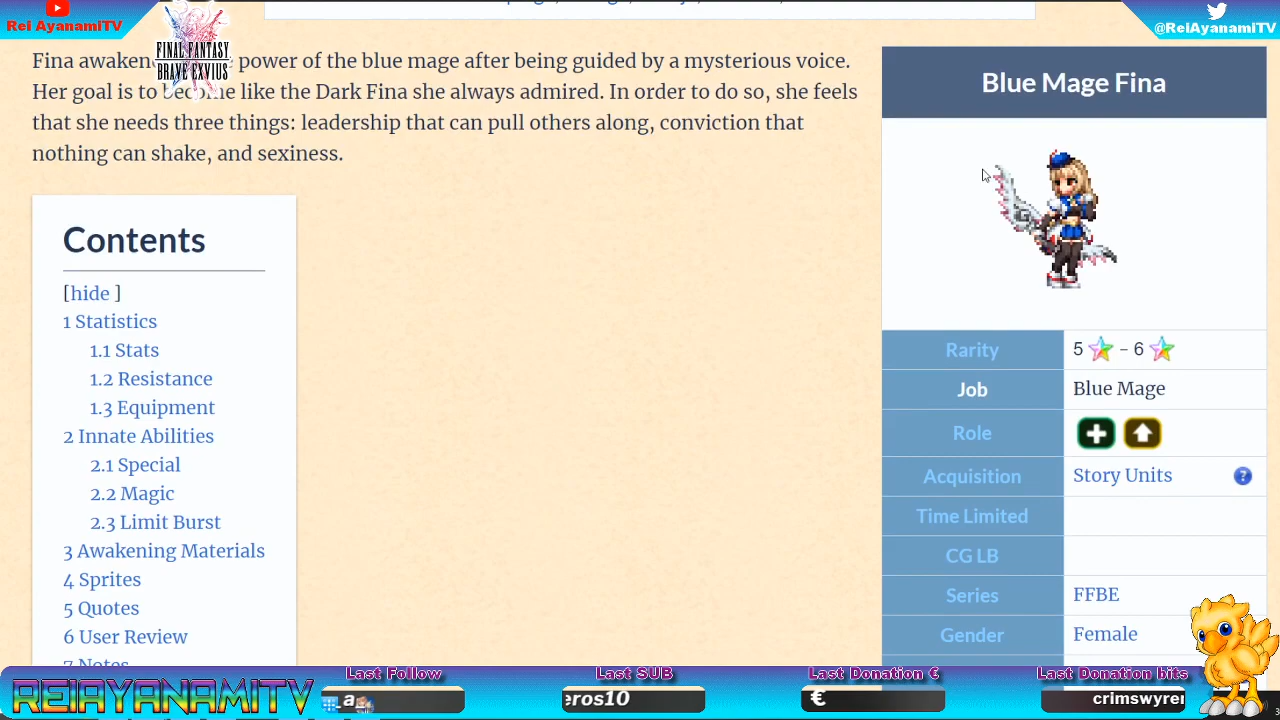 Rei AyanamiTV
@ReiAyanamiTV
FINAL FANTASY
BRAVE EXVIUS
Fina awaken power of the blue mage after being guided by a mysterious voice.
Her goal is to become like the Dark Fina she always admired. In order to do so, she feels
that she needs three things: leadership that can pull others along, conviction that
nothing can shake, and sexiness.
Contents
[hide ]
1 Statistics
1.1 Stats
1.2 Resistance
1.3 Equipment
2 Innate Abilities
2.1 Special
2.2 Magic
2.3 Limit Burst
3 Awakening Materials
4 Sprites
5 Quotes
6 User Review
7 Notes
Blue Mage Fina
Rarity 5 – 6
Job Blue Mage
Role
Acquisition Story Units ?
Time Limited
CG LB
Series FFBE
Gender Female
REIAYANAMITV
Last Follow
a
Last SUB
eros10
Last Donation €
€
Last Donation bits
crimswyre
3